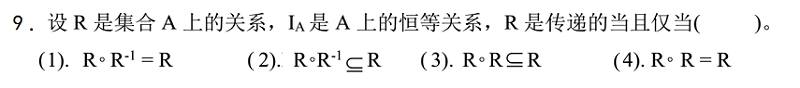 9．设 R 是集合 A 上的关系，I_A 是 A 上的恒等关系，R 是传递的当且仅当(　　)。
(1). R∘R⁻¹ = R　　(2). R∘R⁻¹ ⊆ R　　(3). R∘R ⊆ R　　(4). R∘ R = R